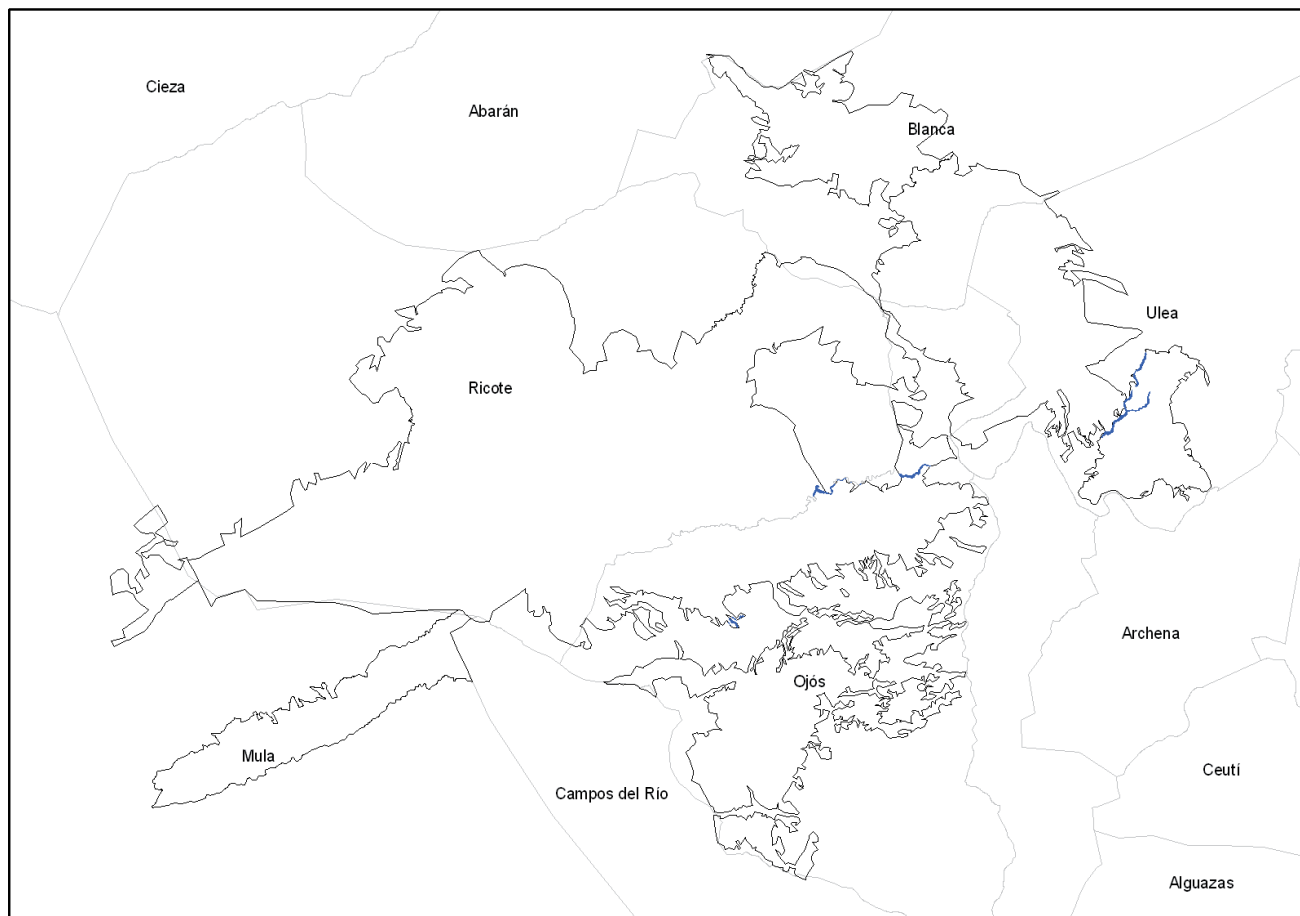 Cieza
Abarán
Blanca
Ulea
Ricote
Archena
Ojós
Mula
Ceutí
Campos del Río
Alguazas